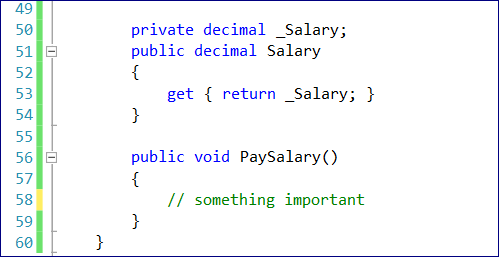 49
50 private decimal _Salary;
51 public decimal Salary
52 {
53 get { return _Salary; }
54 }
55
56 public void PaySalary()
57 {
58 // something important
59 }
60 }